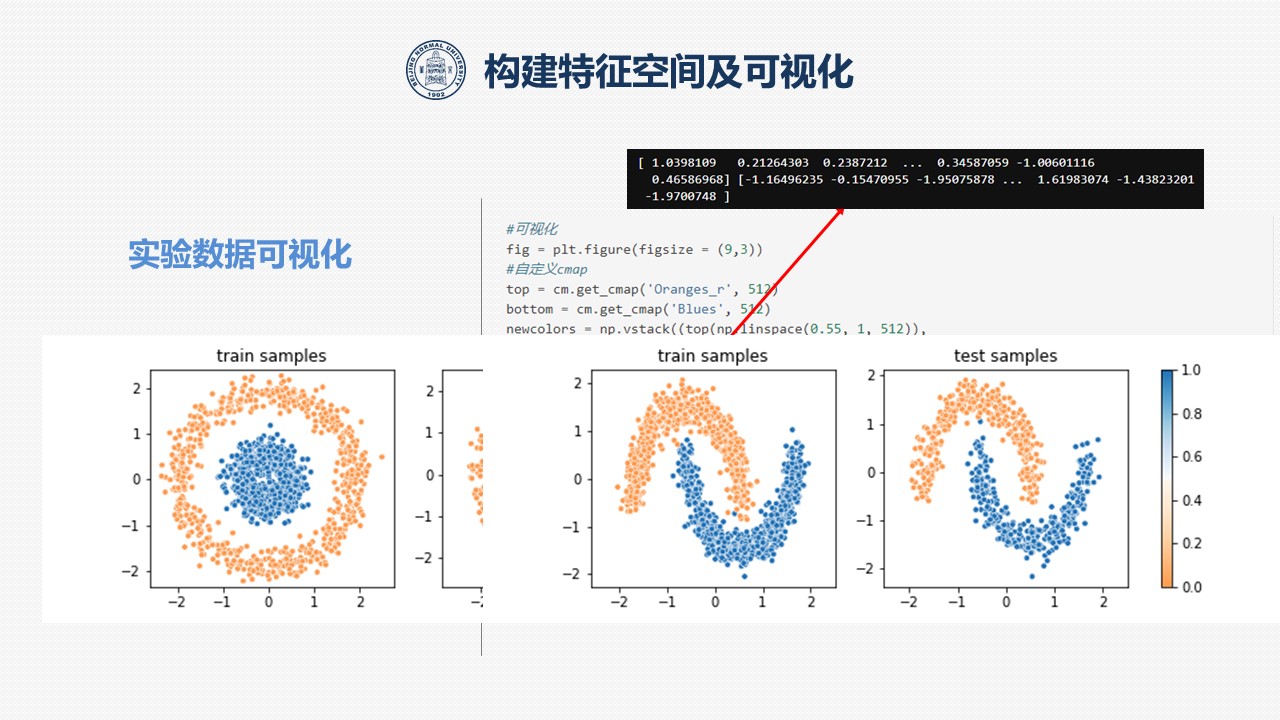 BEIJING NORMAL UNIVERSITY
1902
构建特征空间及可视化
[ 1.0398109 0.21264303 0.2387212 ... 0.34587059 -1.00601116
0.46586968] [-1.16496235 -0.15470955 -1.95075878 ... 1.61983074 -1.43823201
-1.9700748 ]
实验数据可视化
#可视化
fig = plt.figure(figsize = (9,3))
#自定义cmap
top = cm.get_cmap('Oranges_r', 512)
bottom = cm.get_cmap('Blues', 512)
newcolors = np.vstack((top(np.linspace(0.55, 1, 512)),
train samples
2
1
0
−1
−2
−2 −1 0 1 2
2
1
0
−1
−2
train samples
2
1
0
−1
−2
−2 −1 0 1 2
test samples
2
1
0
−1
−2
−2 −1 0 1 2
1.0
0.8
0.6
0.4
0.2
0.0